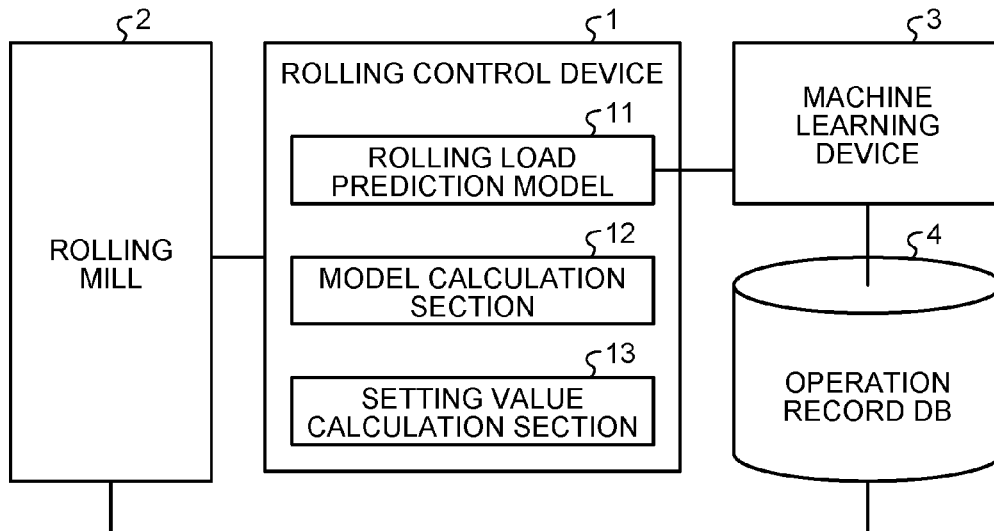 2
ROLLING
MILL
1
ROLLING CONTROL DEVICE
11
ROLLING LOAD
PREDICTION MODEL
12
MODEL CALCULATION
SECTION
13
SETTING VALUE
CALCULATION SECTION
3
MACHINE
LEARNING
DEVICE
4
OPERATION
RECORD DB